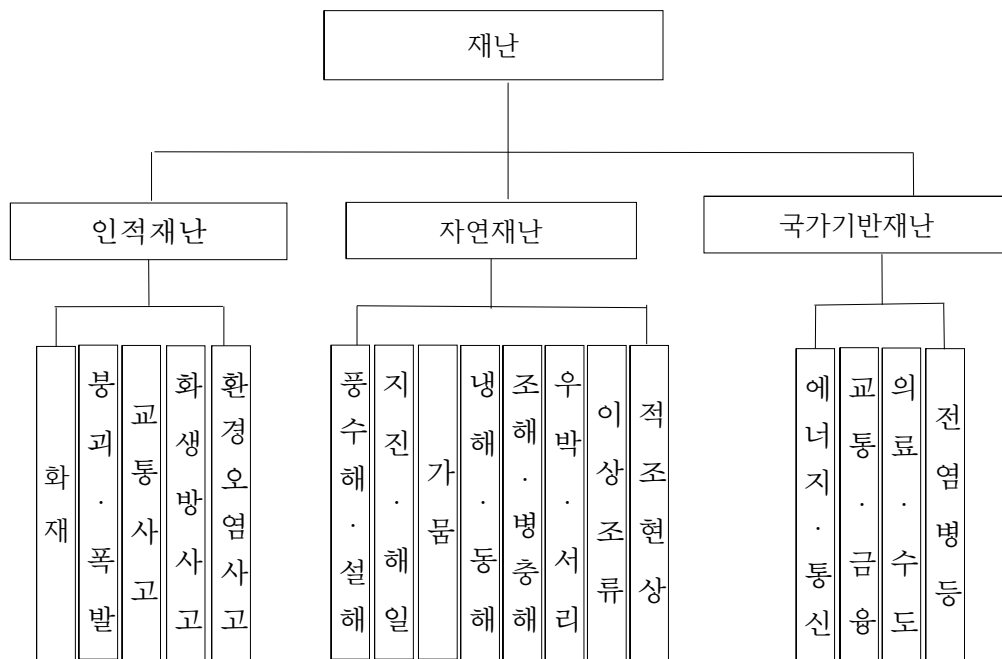 재난
인적재난
자연재난
국가기반재난
화재
붕괴·폭발
교통사고
화생방사고
환경오염사고
풍수해·설해
지진·해일
가뭄
냉해·동해
조해·병충해
우박·서리
이상조류
적조현상
에너지·통신
교통·금융
의료·수도
전염병등